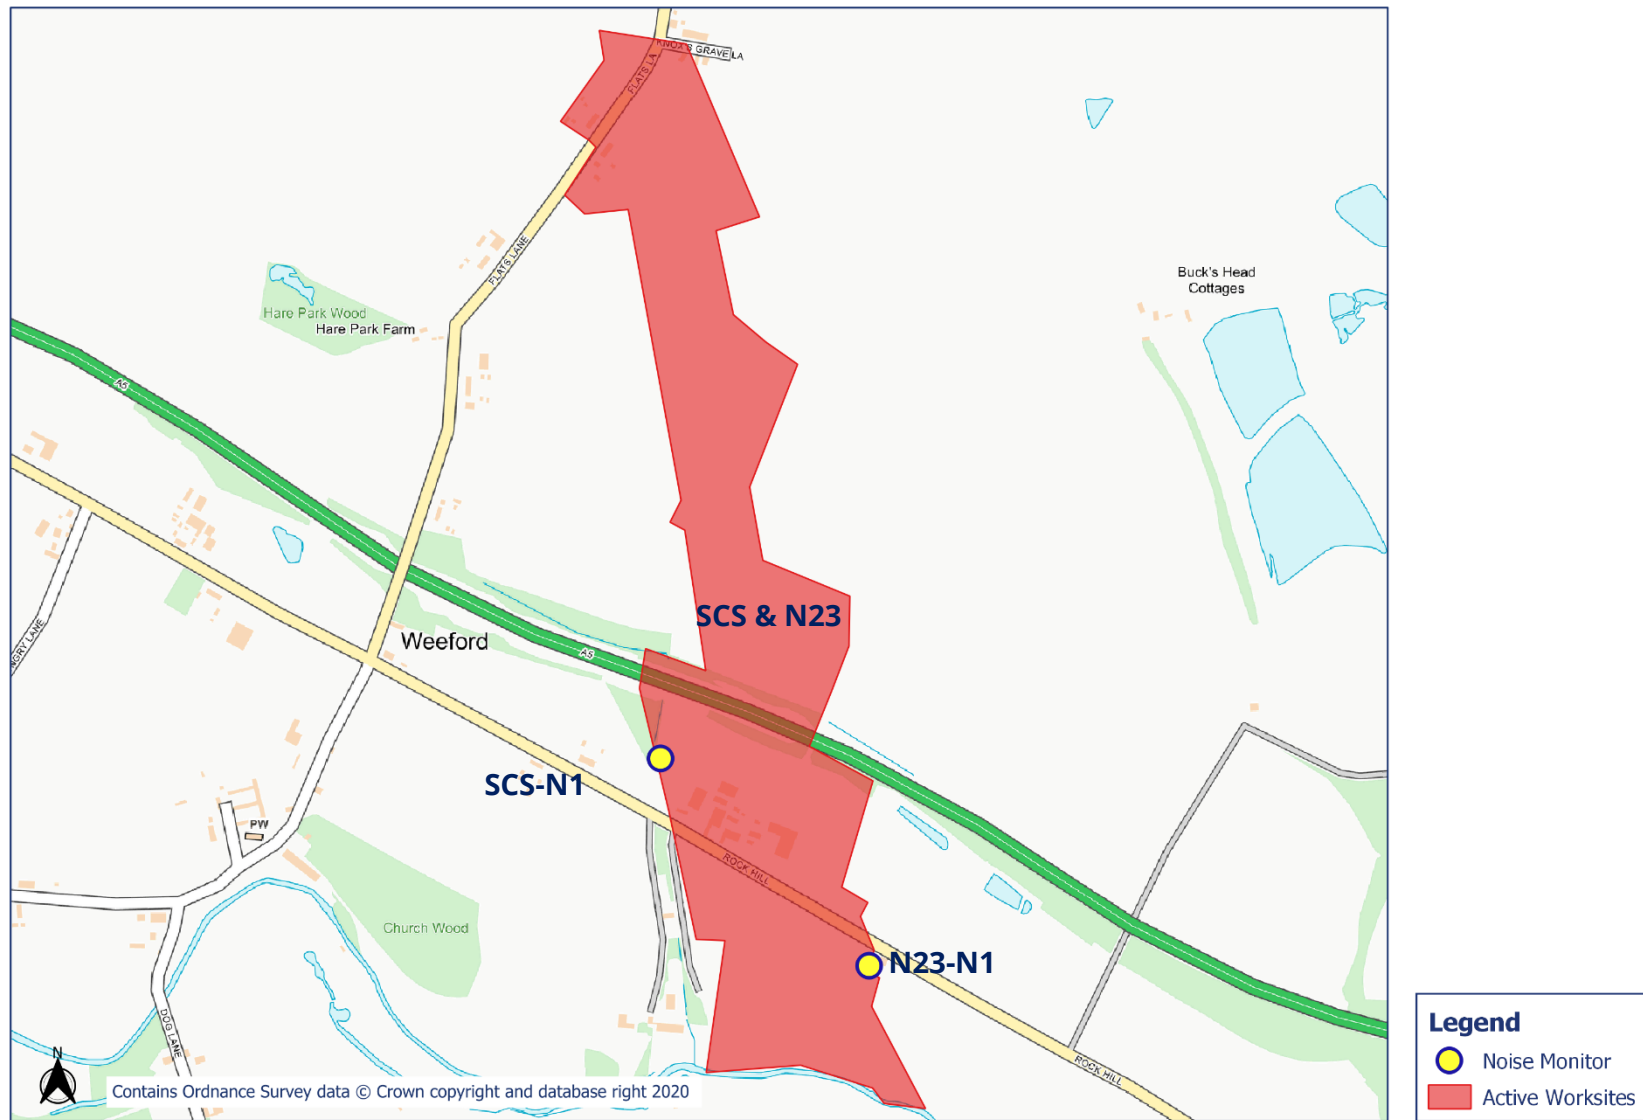 KNOX'S GRAVE LA
FLATS LA
FLATS LANE
Buck's Head
Cottages
Hare Park Wood
Hare Park Farm
A5
SCS & N23
NGRY LANE
Weeford
A5
SCS-N1
PW
ROCK HILL
Church Wood
N23-N1
DOG LANE
ROCK HILL
N
Contains Ordnance Survey data © Crown copyright and database right 2020
Legend
Noise Monitor
Active Worksites